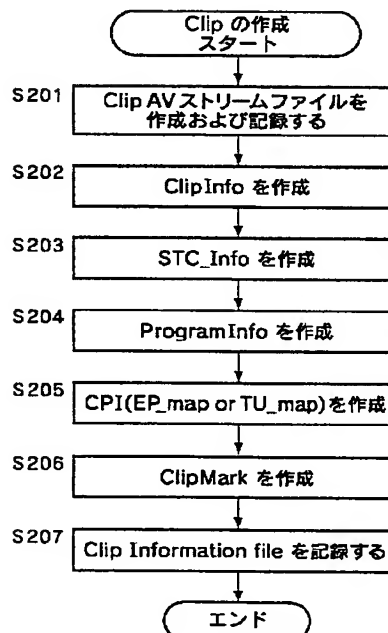 Clip の作成
スタート
S201
Clip AVストリームファイルを
作成および記録する
S202
ClipInfo を作成
S203
STC_Info を作成
S204
ProgramInfo を作成
S205
CPI(EP_map or TU_map)を作成
S206
ClipMark を作成
S207
Clip Information file を記録する
エンド